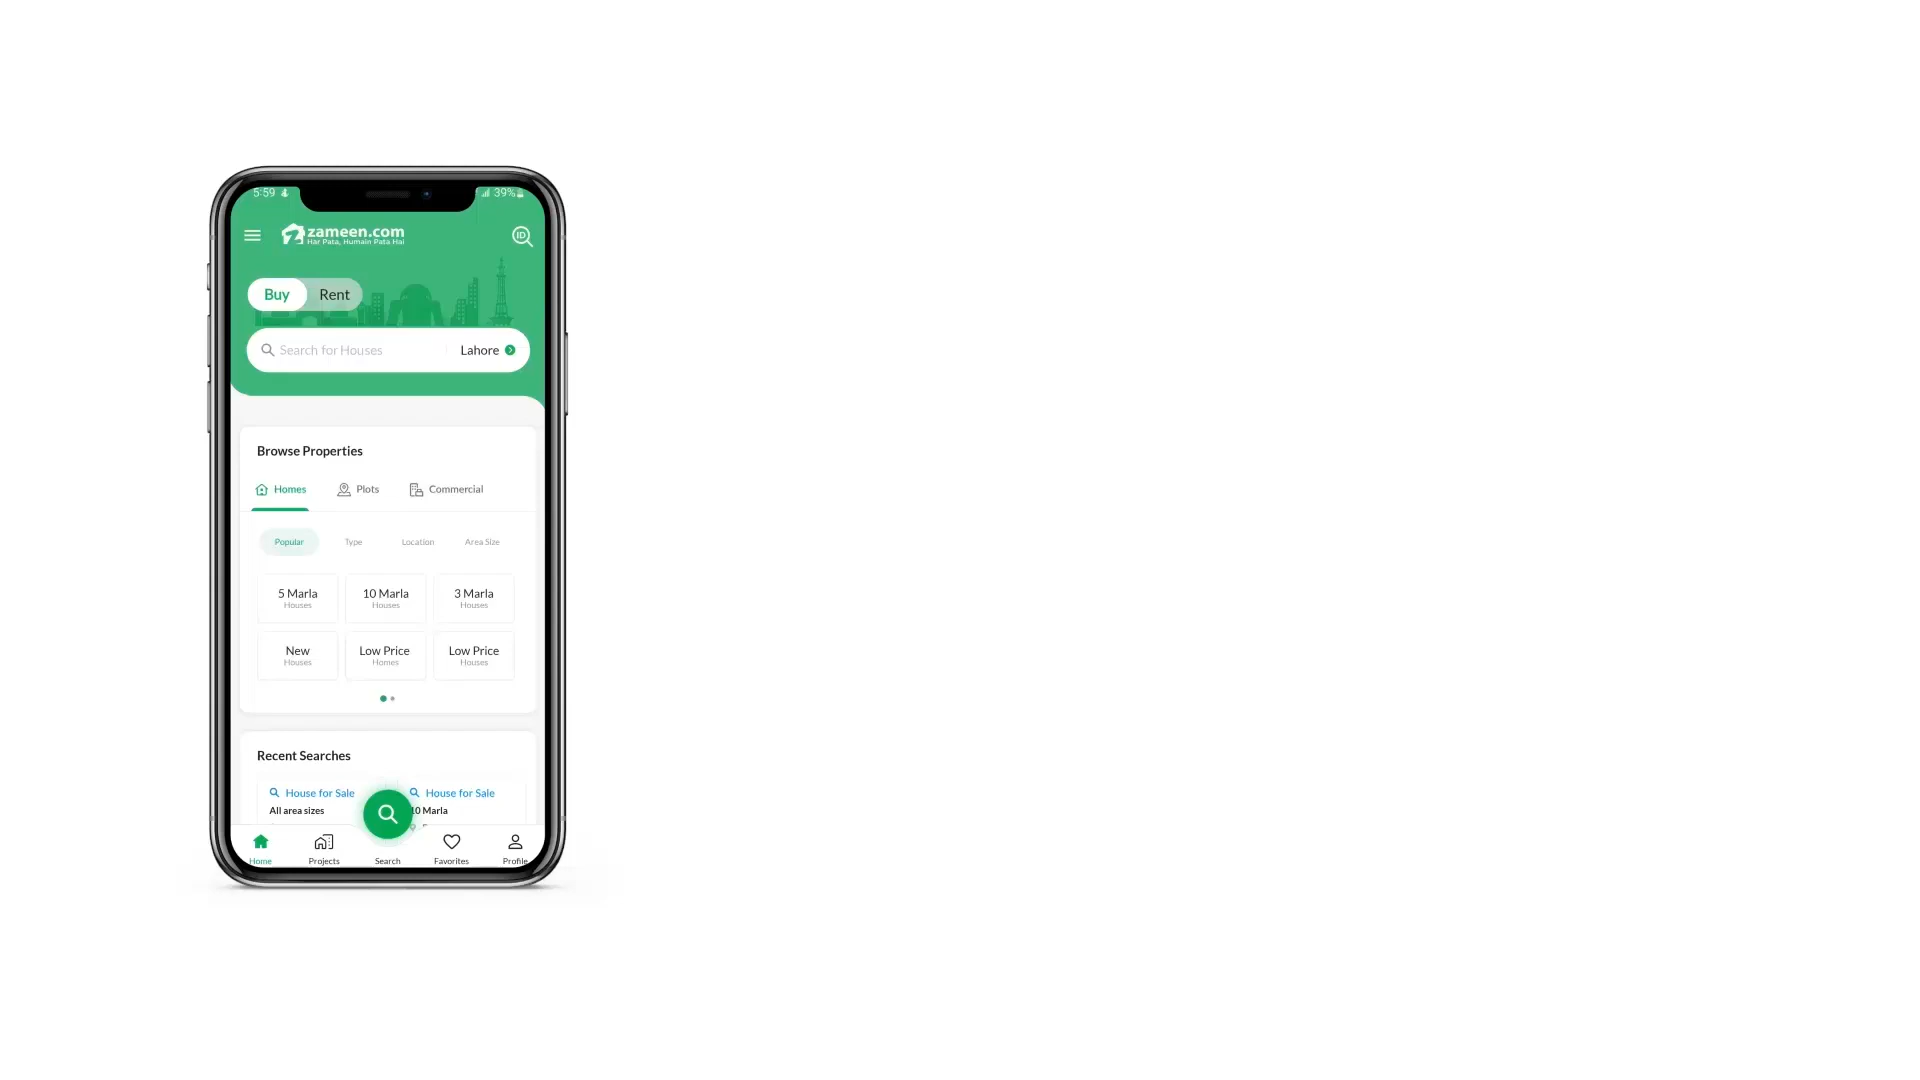 5:59
39%
zameen.com
Har Pata, Humain Pata Hai
ID
Buy Rent
Search for Houses Lahore
Browse Properties
Homes Plots Commercial
Popular Type Location Area Size
5 Marla 10 Marla 3 Marla
Houses Houses Houses
New Low Price Low Price
Houses Homes Houses
Recent Searches
House for Sale House for Sale
All area sizes 10 Marla
Home Projects Search Favorites Profile